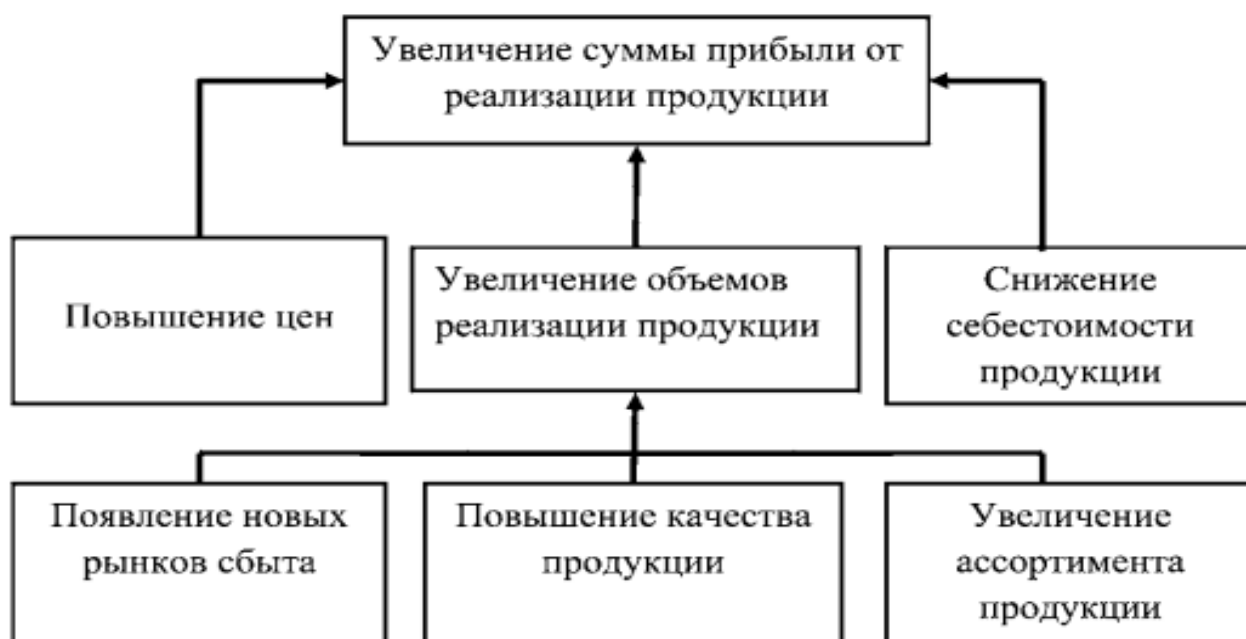 Увеличение суммы прибыли от
реализации продукции
Повышение цен
Увеличение объемов
реализации продукции
Снижение
себестоимости
продукции
Появление новых
рынков сбыта
Повышение качества
продукции
Увеличение
ассортимента
продукции